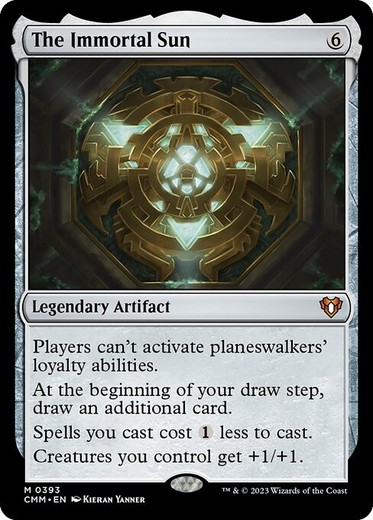 The Immortal Sun 6
Legendary Artifact
Players can't activate planeswalkers'
loyalty abilities.
At the beginning of your draw step,
draw an additional card.
Spells you cast cost 1 less to cast.
Creatures you control get +1/+1.
M 0393
CMM • EN Kieran Yanner
™ & © 2023 Wizards of the Coast